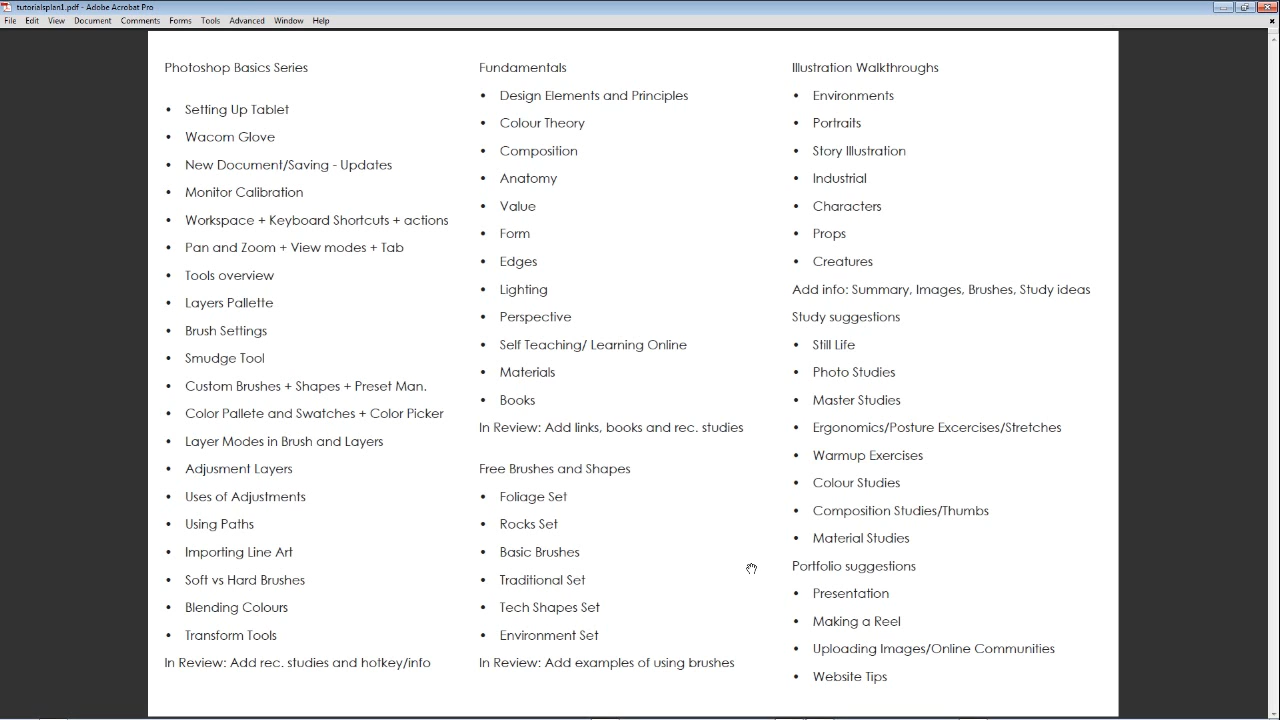 tutorialsplan1.pdf - Adobe Acrobat Pro
File Edit View Document Comments Forms Tools Advanced Window Help
Photoshop Basics Series
• Setting Up Tablet
• Wacom Glove
• New Document/Saving - Updates
• Monitor Calibration
• Workspace + Keyboard Shortcuts + actions
• Pan and Zoom + View modes + Tab
• Tools overview
• Layers Pallette
• Brush Settings
• Smudge Tool
• Custom Brushes + Shapes + Preset Man.
• Color Pallete and Swatches + Color Picker
• Layer Modes in Brush and Layers
• Adjusment Layers
• Uses of Adjustments
• Using Paths
• Importing Line Art
• Soft vs Hard Brushes
• Blending Colours
• Transform Tools
In Review: Add rec. studies and hotkey/info
Fundamentals
• Design Elements and Principles
• Colour Theory
• Composition
• Anatomy
• Value
• Form
• Edges
• Lighting
• Perspective
• Self Teaching/ Learning Online
• Materials
• Books
In Review: Add links, books and rec. studies
Free Brushes and Shapes
• Foliage Set
• Rocks Set
• Basic Brushes
• Traditional Set
• Tech Shapes Set
• Environment Set
In Review: Add examples of using brushes
Illustration Walkthroughs
• Environments
• Portraits
• Story Illustration
• Industrial
• Characters
• Props
• Creatures
Add info: Summary, Images, Brushes, Study ideas
Study suggestions
• Still Life
• Photo Studies
• Master Studies
• Ergonomics/Posture Excercises/Stretches
• Warmup Exercises
• Colour Studies
• Composition Studies/Thumbs
• Material Studies
Portfolio suggestions
• Presentation
• Making a Reel
• Uploading Images/Online Communities
• Website Tips